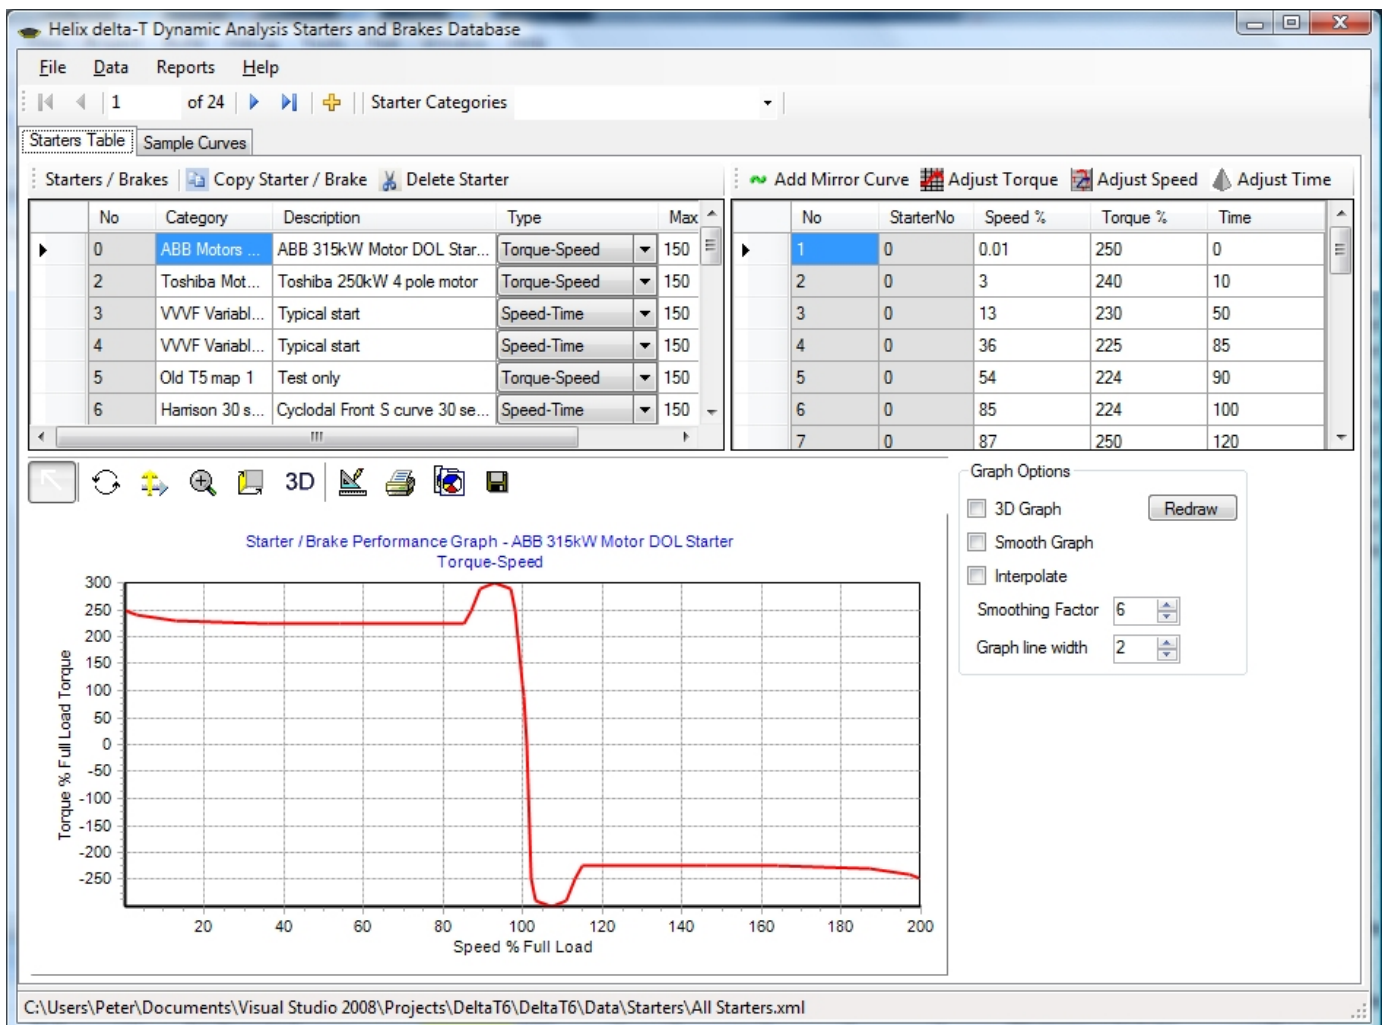 Helix delta-T Dynamic Analysis Starters and Brakes Database
File Data Reports Help
1 of 24 Starter Categories
Starters Table Sample Curves
Starters / Brakes Copy Starter / Brake Delete Starter
Add Mirror Curve Adjust Torque Adjust Speed Adjust Time
No Category Description Type Max
0 ABB Motors ... ABB 315kW Motor DOL Star... Torque-Speed 150
2 Toshiba Mot... Toshiba 250kW 4 pole motor Torque-Speed 150
3 VVVF Variabl... Typical start Speed-Time 150
4 VVVF Variabl... Typical start Speed-Time 150
5 Old T5 map 1 Test only Torque-Speed 150
6 Harrison 30 s... Cyclodal Front S curve 30 se... Speed-Time 150
No StarterNo Speed % Torque % Time
1 0 0.01 250 0
2 0 3 240 10
3 0 13 230 50
4 0 36 225 85
5 0 54 224 90
6 0 85 224 100
7 0 87 250 120
3D
Graph Options
3D Graph Redraw
Smooth Graph
Interpolate
Smoothing Factor 6
Graph line width 2
Starter / Brake Performance Graph - ABB 315kW Motor DOL Starter
Torque-Speed
Torque % Full Load Torque
300
250
200
150
100
50
0
-50
-100
-150
-200
-250
20 40 60 80 100 120 140 160 180 200
Speed % Full Load
C:\Users\Peter\Documents\Visual Studio 2008\Projects\DeltaT6\DeltaT6\Data\Starters\All Starters.xml